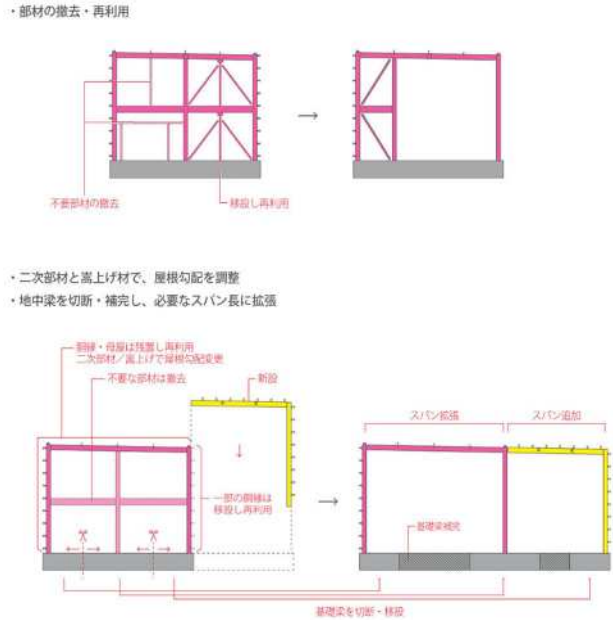 ・部材の撤去・再利用
不要部材の撤去
移設し再利用
・二次部材と嵩上げ材で、屋根勾配を調整
・地中梁を切断・補完し、必要なスパン長に拡張
胴縁・母屋は残置し再利用
二次部材／嵩上げで屋根勾配変更
不要な部材は撤去
新設
スパン拡張
スパン追加
一部の胴縁は
移設し再利用
基礎梁補完
基礎梁を切断・移設